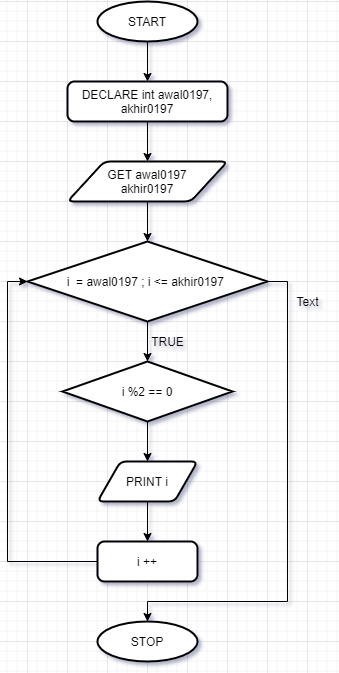 START
DECLARE int awal0197,
akhir0197
GET awal0197
akhir0197
i  = awal0197 ; i <= akhir0197
Text
TRUE
i %2 == 0
PRINT i
i ++
STOP